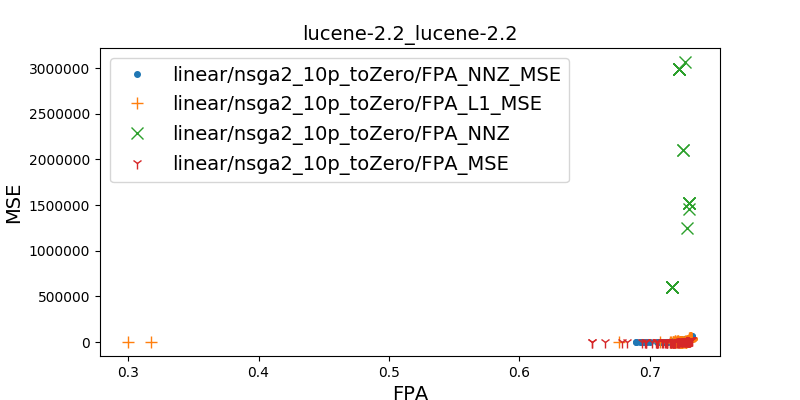 lucene-2.2_lucene-2.2
linear/nsga2_10p_toZero/FPA_NNZ_MSE
linear/nsga2_10p_toZero/FPA_L1_MSE
linear/nsga2_10p_toZero/FPA_NNZ
linear/nsga2_10p_toZero/FPA_MSE
MSE
3000000
2500000
2000000
1500000
1000000
500000
0
0.3 0.4 0.5 0.6 0.7
FPA